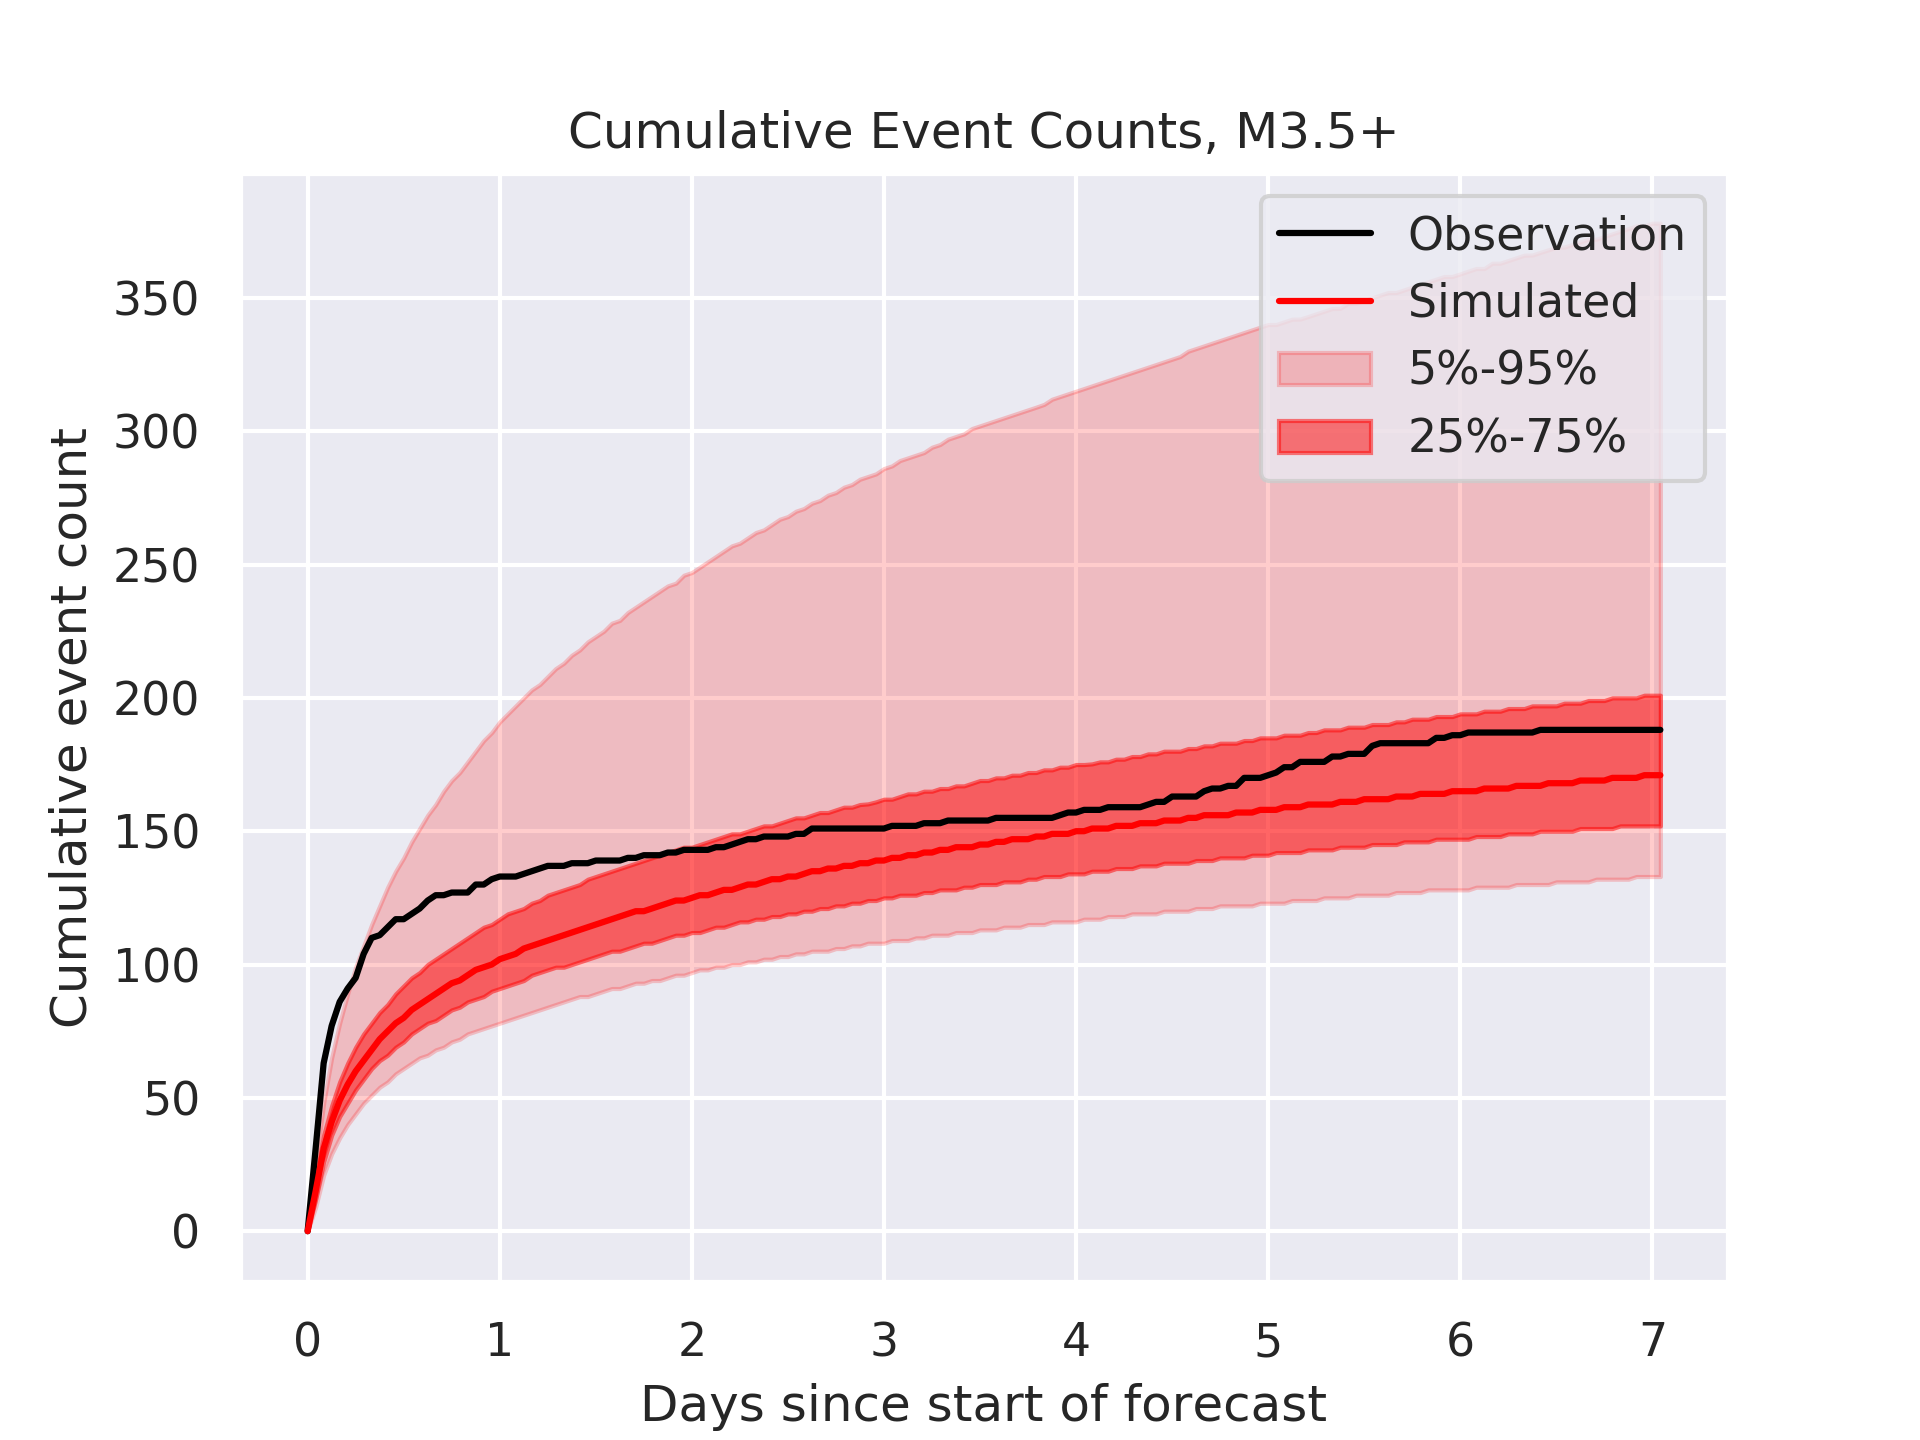 Cumulative Event Counts, M3.5+
Observation
Simulated
5%-95%
25%-75%
Cumulative event count
350
300
250
200
150
100
50
0
0 1 2 3 4 5 6 7
Days since start of forecast